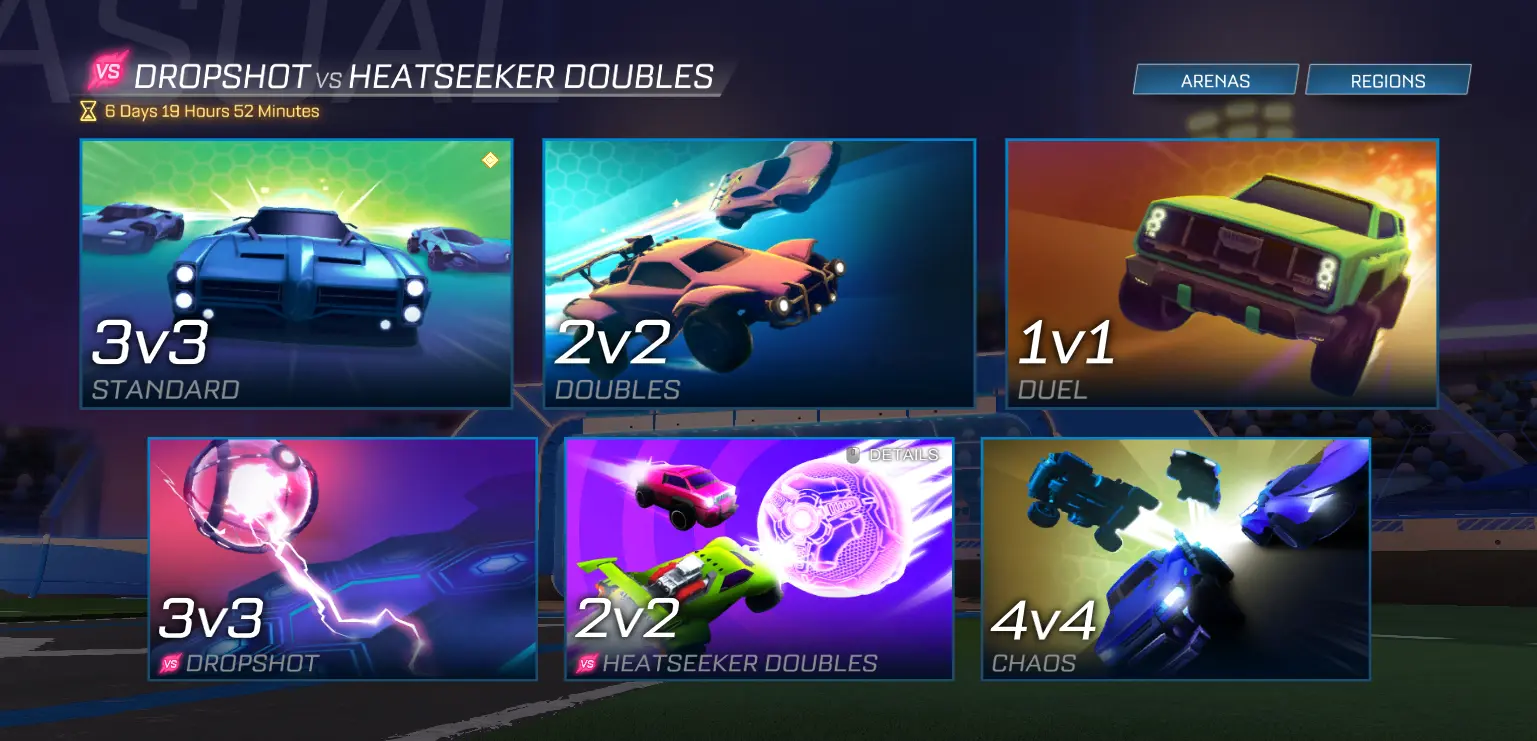 CASUAL
VS DROPSHOT VS HEATSEEKER DOUBLES
6 Days 19 Hours 52 Minutes
ARENAS
REGIONS
3v3
STANDARD
2v2
DOUBLES
1v1
DUEL
3v3
VS DROPSHOT
DETAILS
2v2
VS HEATSEEKER DOUBLES
4v4
CHAOS